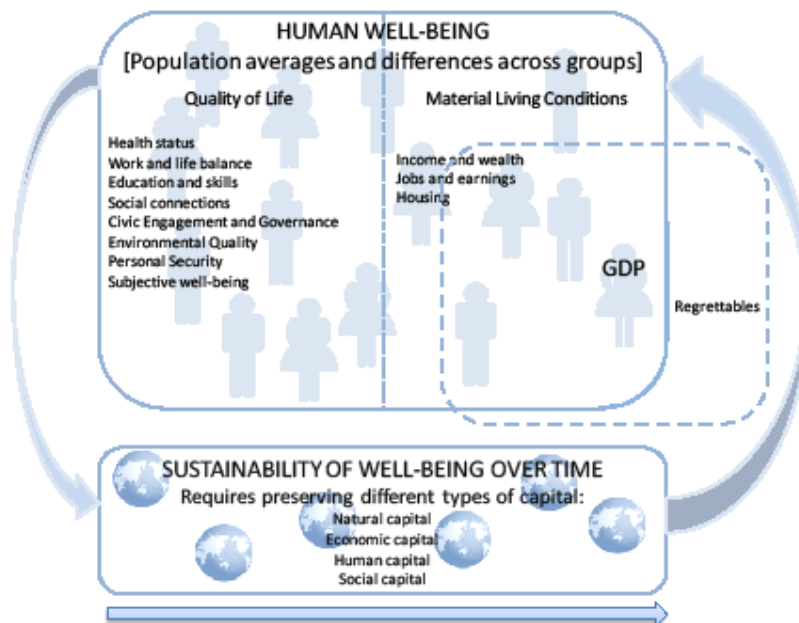 HUMAN WELL-BEING
[Population averages and differences across groups]
Quality of Life
Health status
Work and life balance
Education and skills
Social connections
Civic Engagement and Governance
Environmental Quality
Personal Security
Subjective well-being
Material Living Conditions
Income and wealth
Jobs and earnings
Housing
GDP
Regrettables
SUSTAINABILITY OF WELL-BEING OVER TIME
Requires preserving different types of capital:
Natural capital
Economic capital
Human capital
Social capital